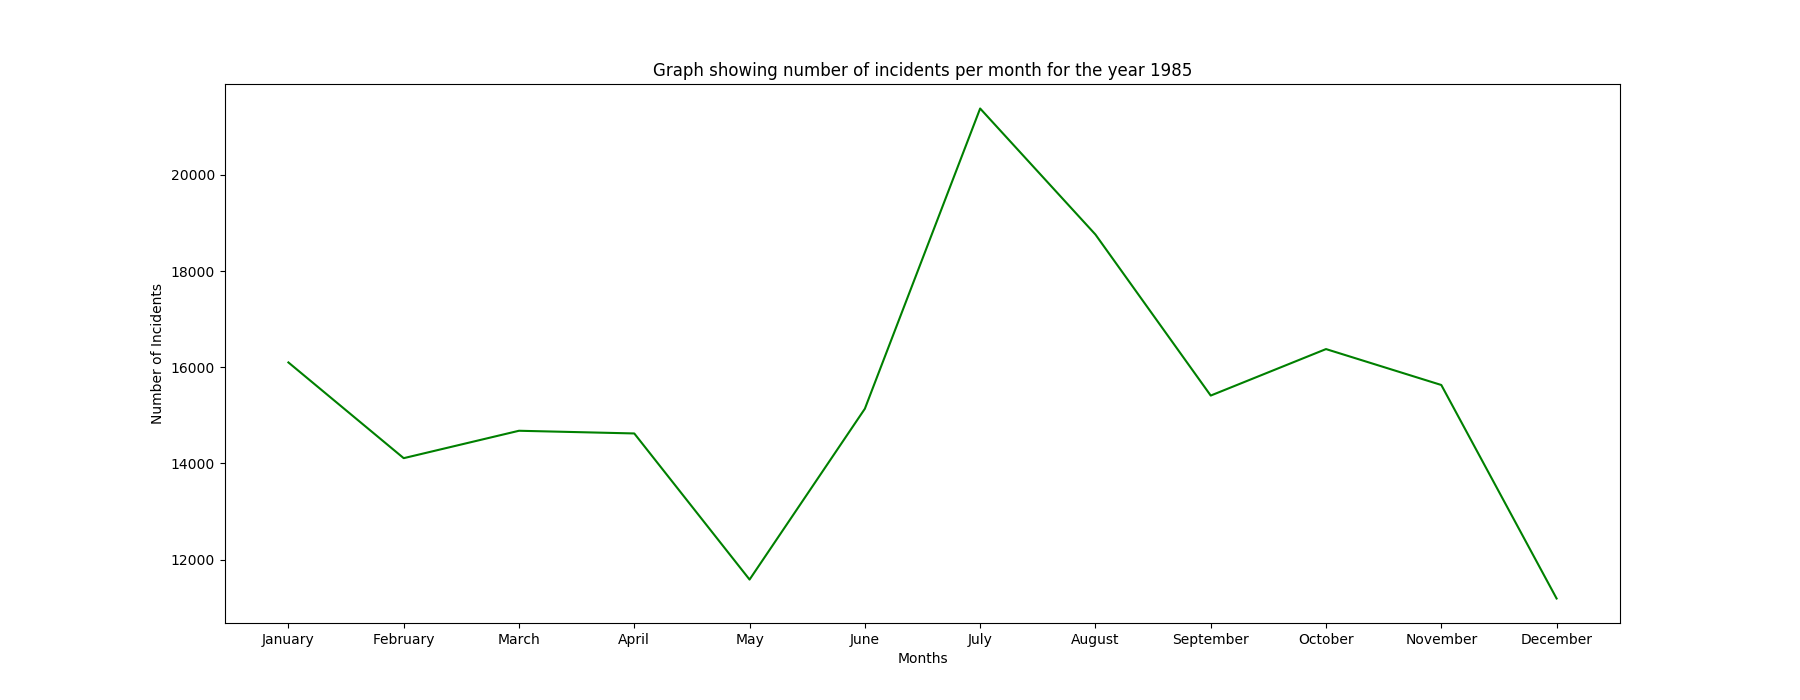 Graph showing number of incidents per month for the year 1985
20000
18000
16000
14000
12000
Number of Incidents
January February March April May June July August September October November December
Months